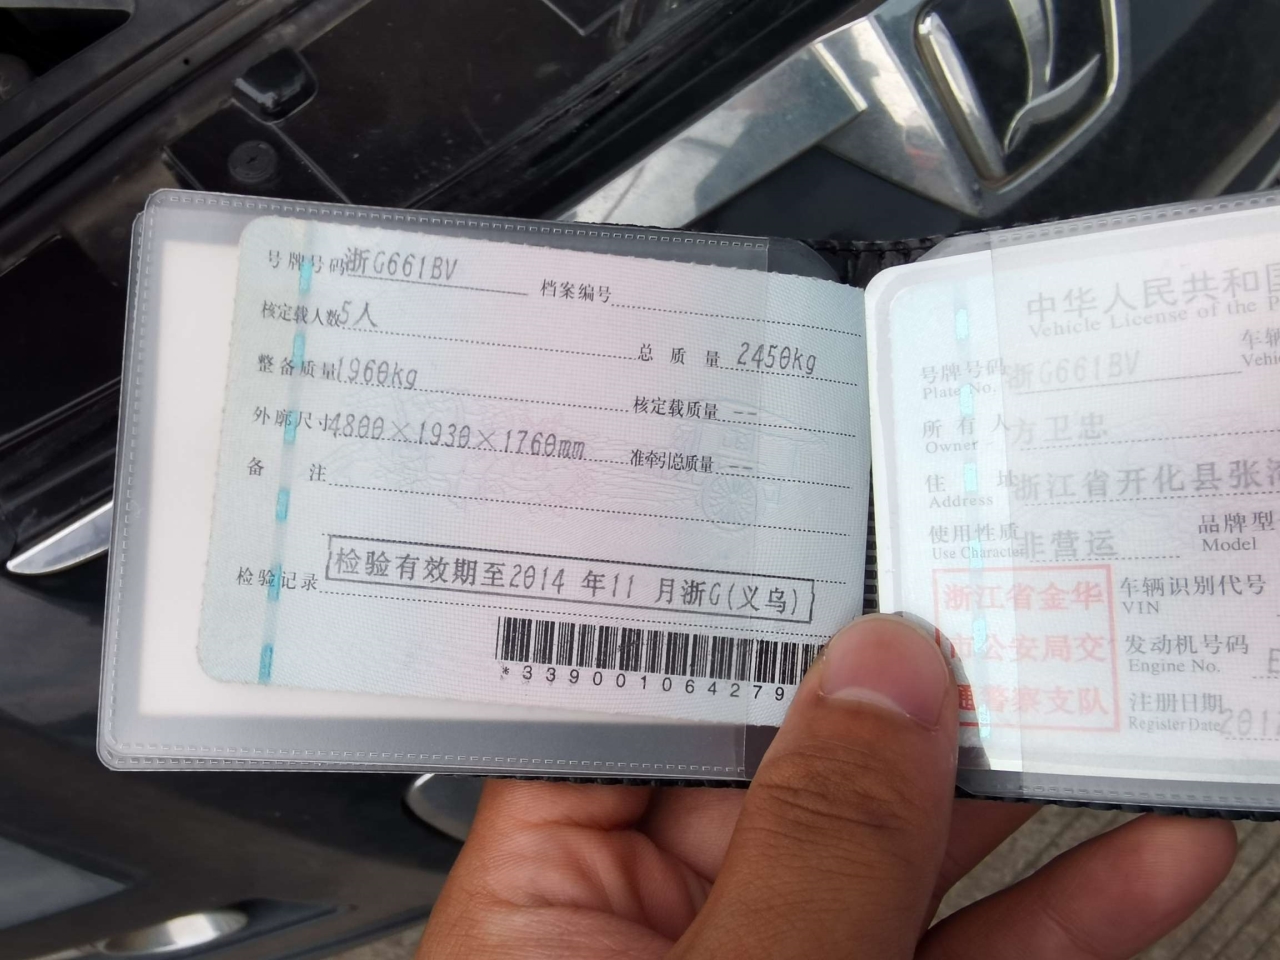 号牌号码浙G661BV 档案编号
核定载人数5人 总质量 2450kg
整备质量1960kg 核定载质量 --
外廓尺寸4800×1930×1760mm 准牵引总质量 --
备注
检验记录 检验有效期至2014 年11 月浙G(义乌)
*339001064279
中华人民共和国
Vehicle License of the P
号牌号码 浙G661BV
Plate No.
所有人 方卫忠
Owner
住址 浙江省开化县张
Address
使用性质 非营运 品牌型
Use Character Model
浙江省金华
市公安局交
通警察支队
车辆识别代号
VIN
发动机号码
Engine No.
注册日期 201
Register Date